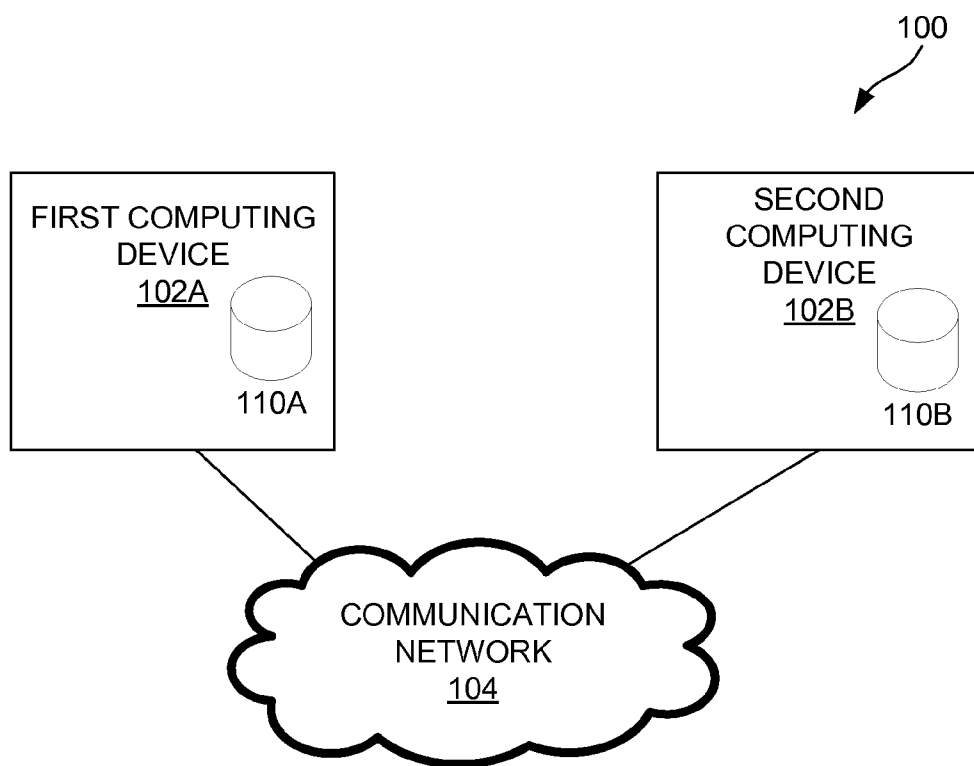 100
FIRST COMPUTING
DEVICE
102A
110A
SECOND
COMPUTING
DEVICE
102B
110B
COMMUNICATION
NETWORK
104